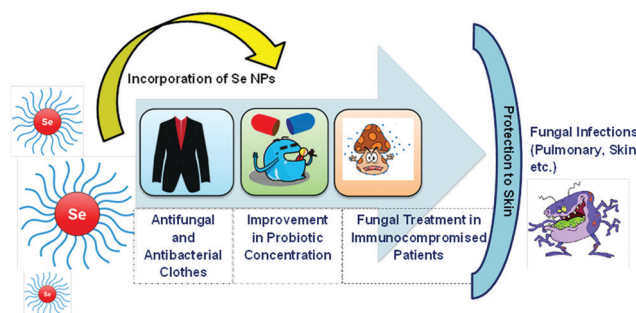 Incorporation of Se NPs
Se
Se
Se
Antifungal
and
Antibacterial
Clothes
Improvement
in Probiotic
Concentration
Fungal Treatment in
Immunocompromised
Patients
Protection to Skin
Fungal Infections
(Pulmonary, Skin
etc.)